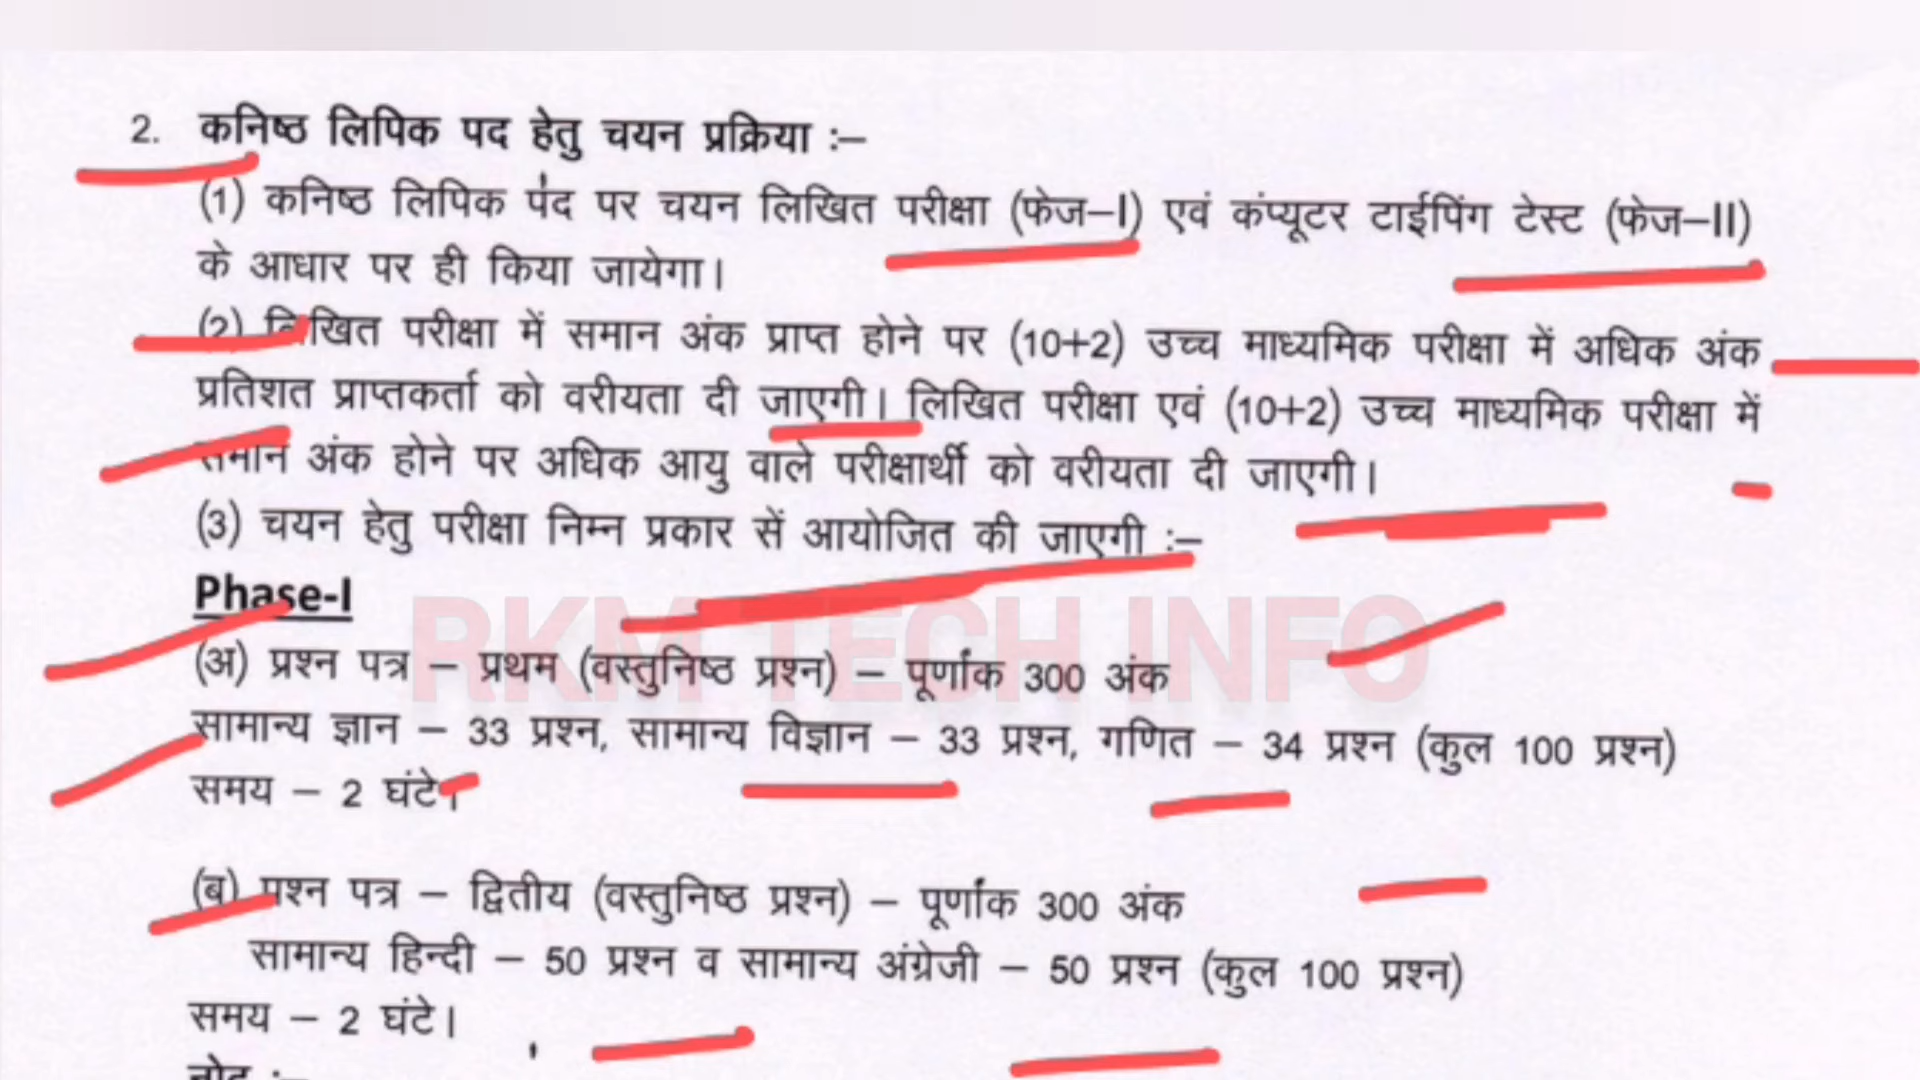 2. कनिष्ठ लिपिक पद हेतु चयन प्रक्रिया :–
(1) कनिष्ठ लिपिक पद पर चयन लिखित परीक्षा (फेज–I) एवं कंप्यूटर टाईपिंग टेस्ट (फेज–II)
के आधार पर ही किया जायेगा।
(2) लिखित परीक्षा में समान अंक प्राप्त होने पर (10+2) उच्च माध्यमिक परीक्षा में अधिक अंक
प्रतिशत प्राप्तकर्ता को वरीयता दी जाएगी। लिखित परीक्षा एवं (10+2) उच्च माध्यमिक परीक्षा में
समान अंक होने पर अधिक आयु वाले परीक्षार्थी को वरीयता दी जाएगी।
(3) चयन हेतु परीक्षा निम्न प्रकार सें आयोजित की जाएगी :–
Phase-I
RKM TECH INFO
(अ) प्रश्न पत्र – प्रथम (वस्तुनिष्ठ प्रश्न) – पूर्णांक 300 अंक
सामान्य ज्ञान – 33 प्रश्न, सामान्य विज्ञान – 33 प्रश्न, गणित – 34 प्रश्न (कुल 100 प्रश्न)
समय – 2 घंटे।
(ब) प्रश्न पत्र – द्वितीय (वस्तुनिष्ठ प्रश्न) – पूर्णांक 300 अंक
सामान्य हिन्दी – 50 प्रश्न व सामान्य अंग्रेजी – 50 प्रश्न (कुल 100 प्रश्न)
समय – 2 घंटे।
नोट :–